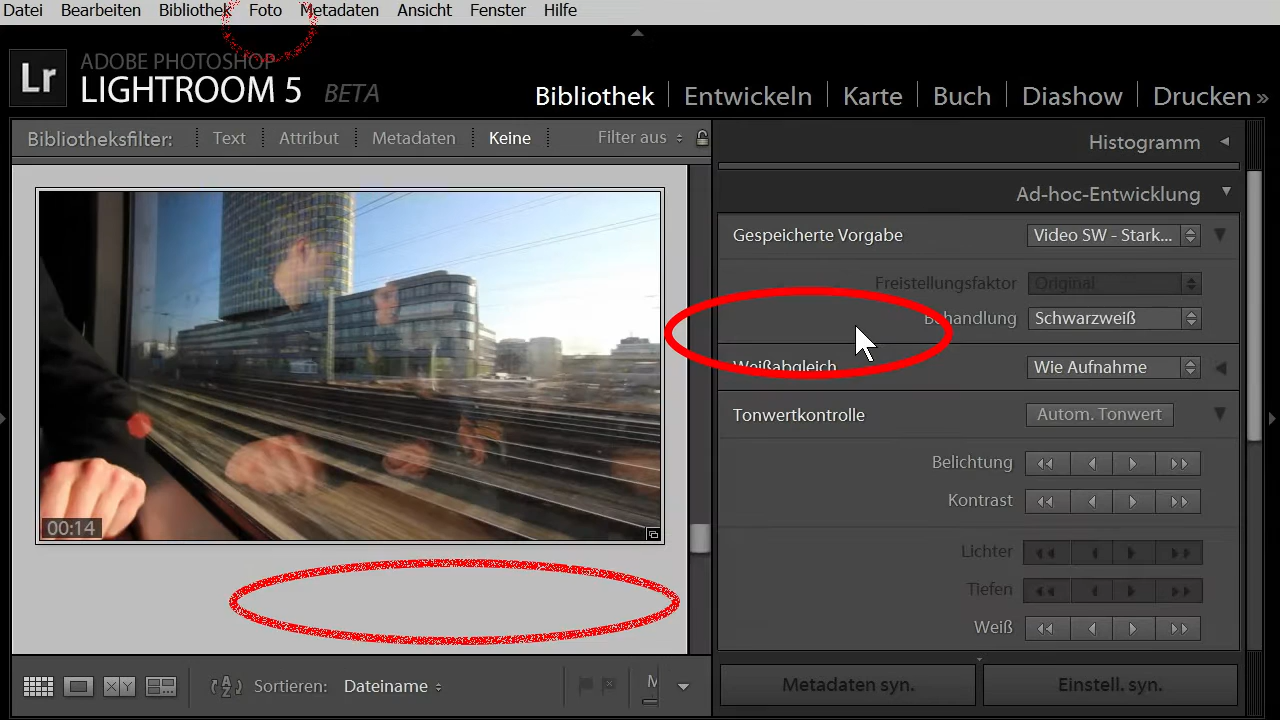 Datei Bearbeiten Bibliothek Foto Metadaten Ansicht Fenster Hilfe
Lr
ADOBE PHOTOSHOP
LIGHTROOM 5 BETA
Bibliothek Entwickeln Karte Buch Diashow Drucken »
Bibliotheksfilter: Text Attribut Metadaten Keine Filter aus
Histogramm
Ad-hoc-Entwicklung
Gespeicherte Vorgabe Video SW - Stark...
Freistellungsfaktor Original
Behandlung Schwarzweiß
Weißabgleich Wie Aufnahme
Tonwertkontrolle Autom. Tonwert
Belichtung
Kontrast
00:14
Lichter
Tiefen
Weiß
XY
Sortieren: Dateiname
Metadaten syn. Einstell. syn.